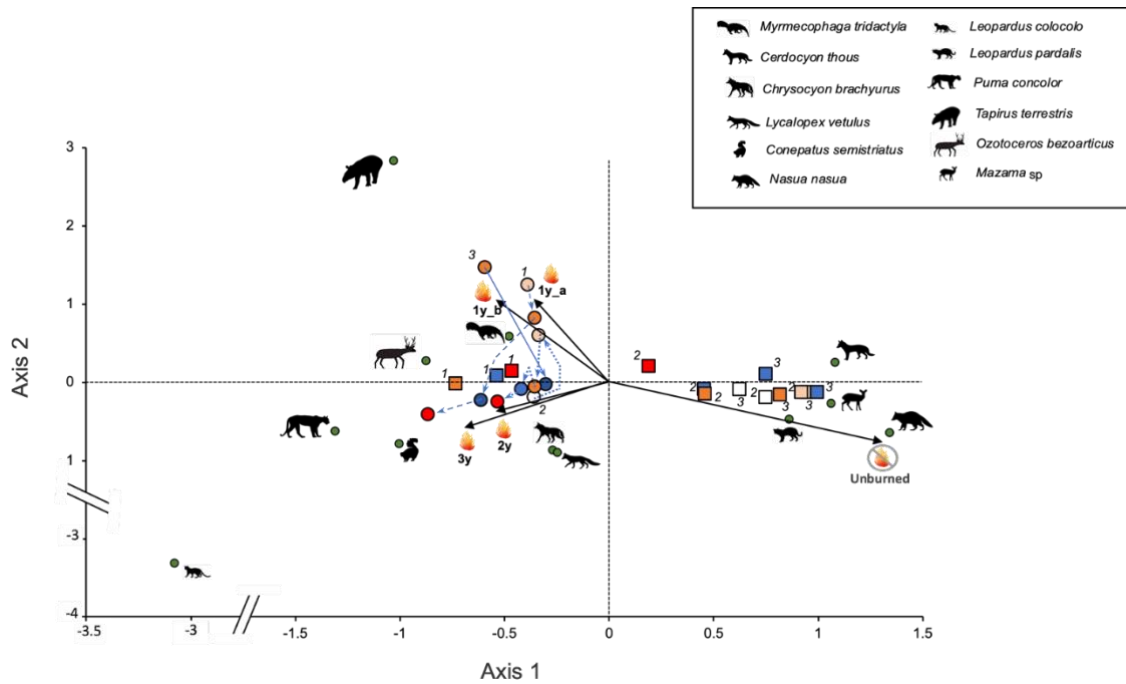 Myrmecophaga tridactyla
Cerdocyon thous
Chrysocyon brachyurus
Lycalopex vetulus
Conepatus semistriatus
Nasua nasua
Leopardus colocolo
Leopardus pardalis
Puma concolor
Tapirus terrestris
Ozotoceros bezoarticus
Mazama sp
Axis 2
3
2
1
0
1
-3
-4
-3.5
-3
-1.5
-1
-0.5
0
0.5
1
1.5
Axis 1
3
1
1y_a
1y_b
1
1
1
2
2
2
2
3
2
3
2
3
3
3y
2y
Unburned